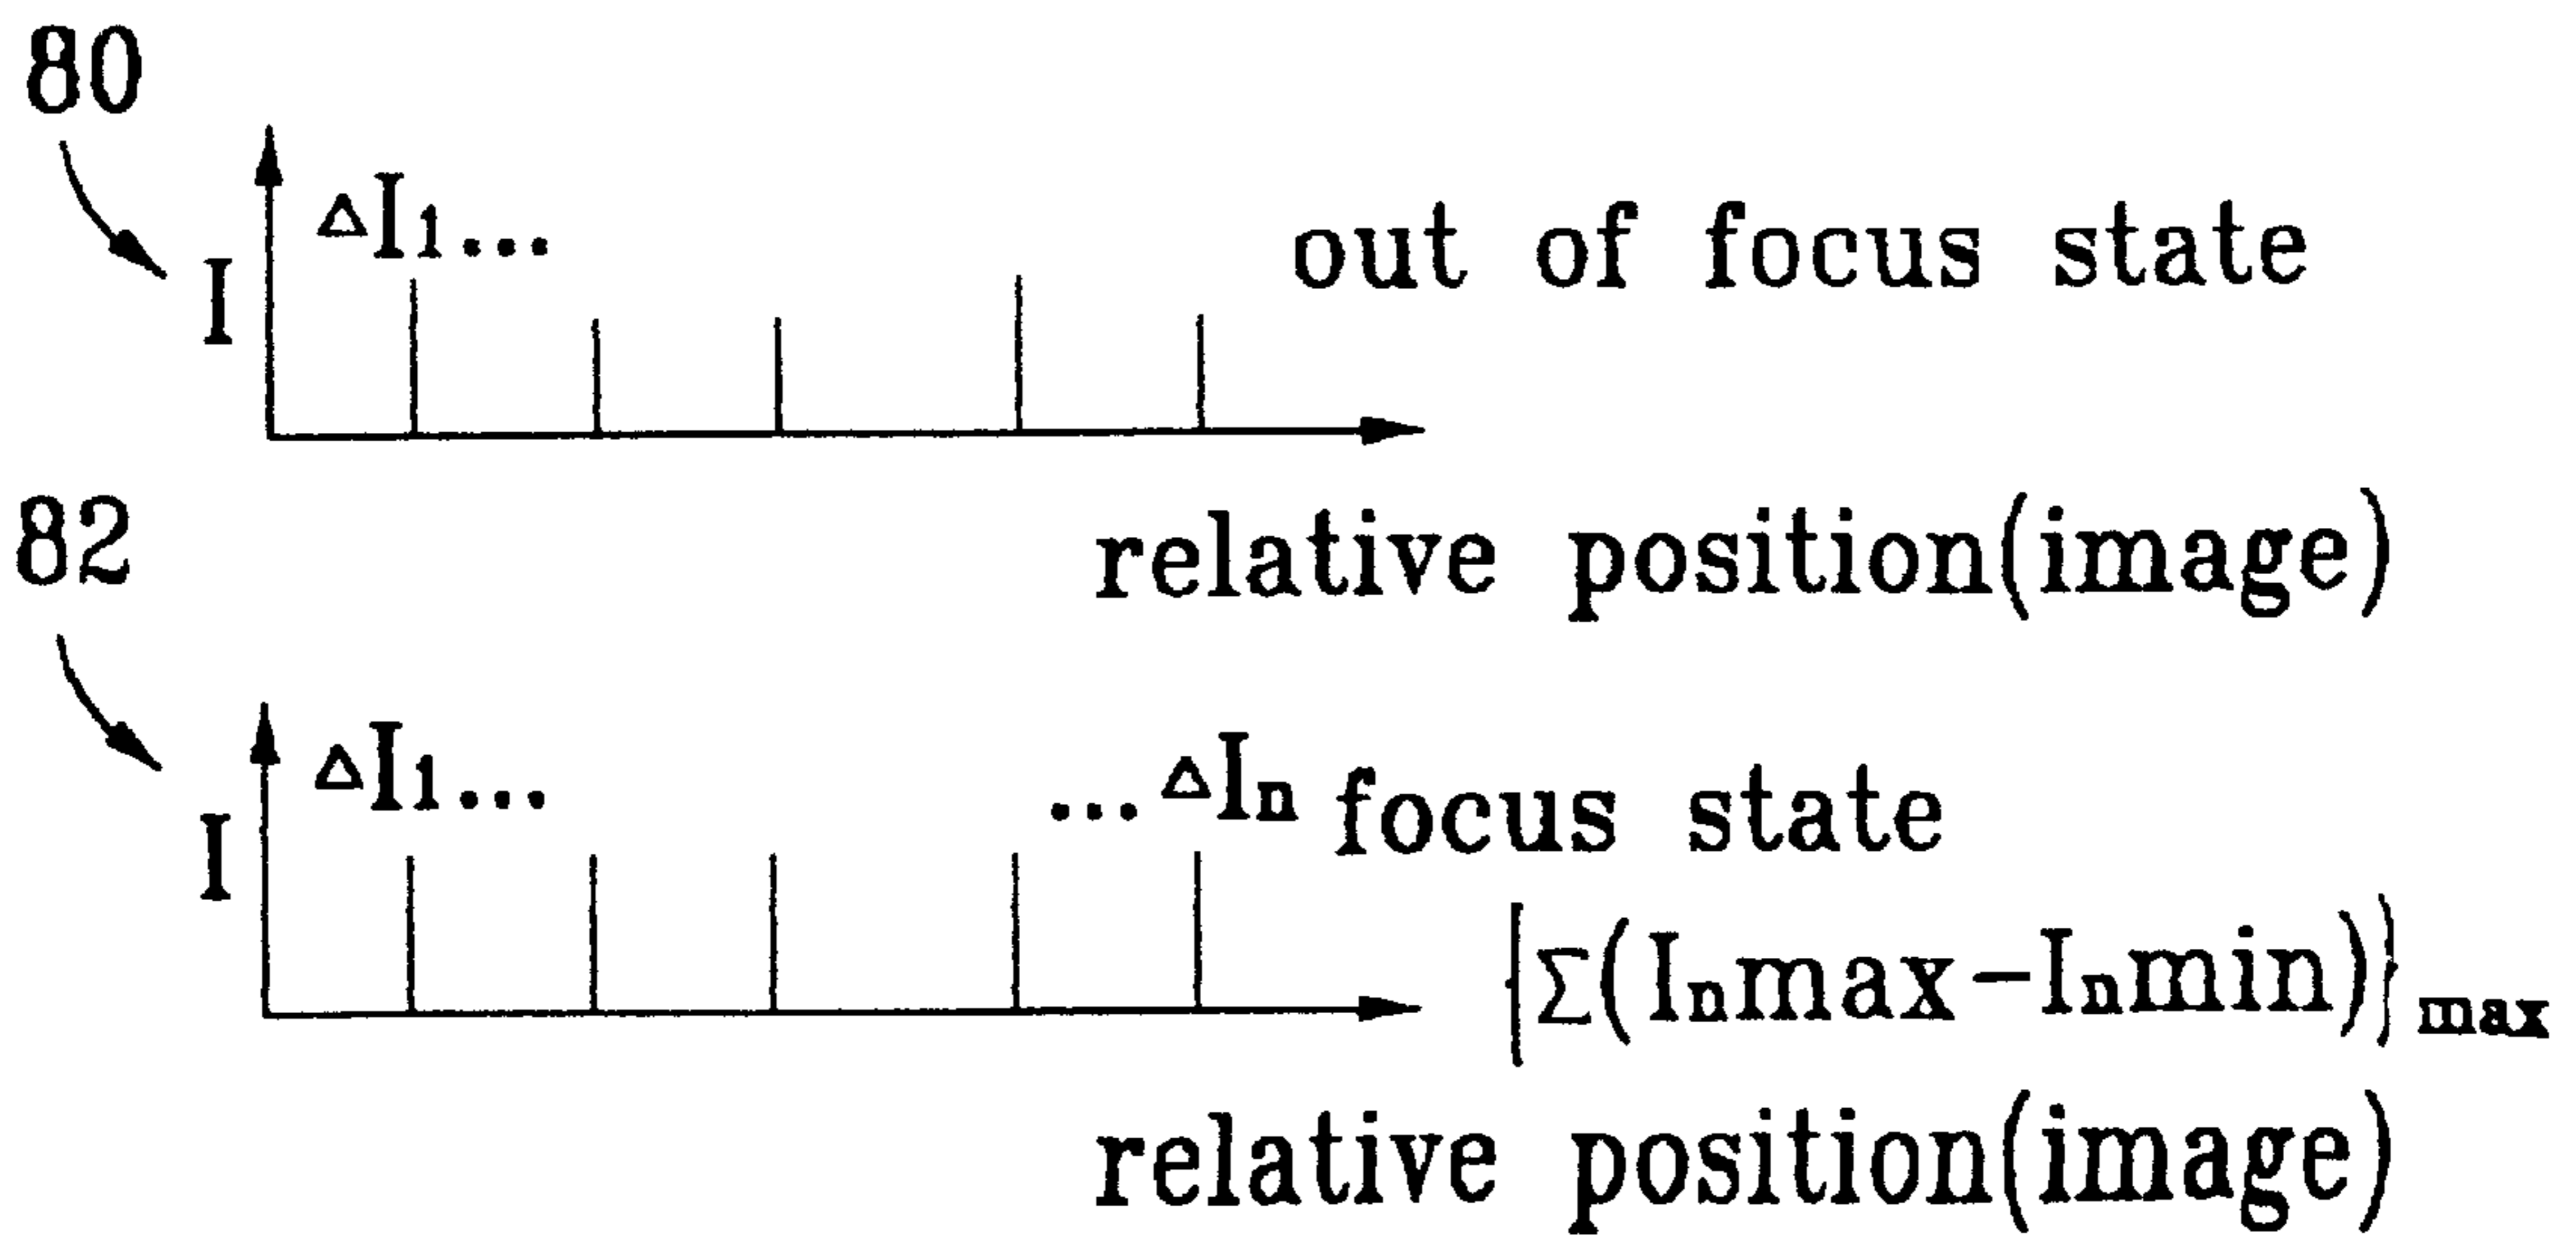 80
ΔI1...
I
out of focus state
relative position(image)
82
ΔI1...
...ΔIn
focus state
I
{Σ(Inmax-Inmin)}max
relative position(image)